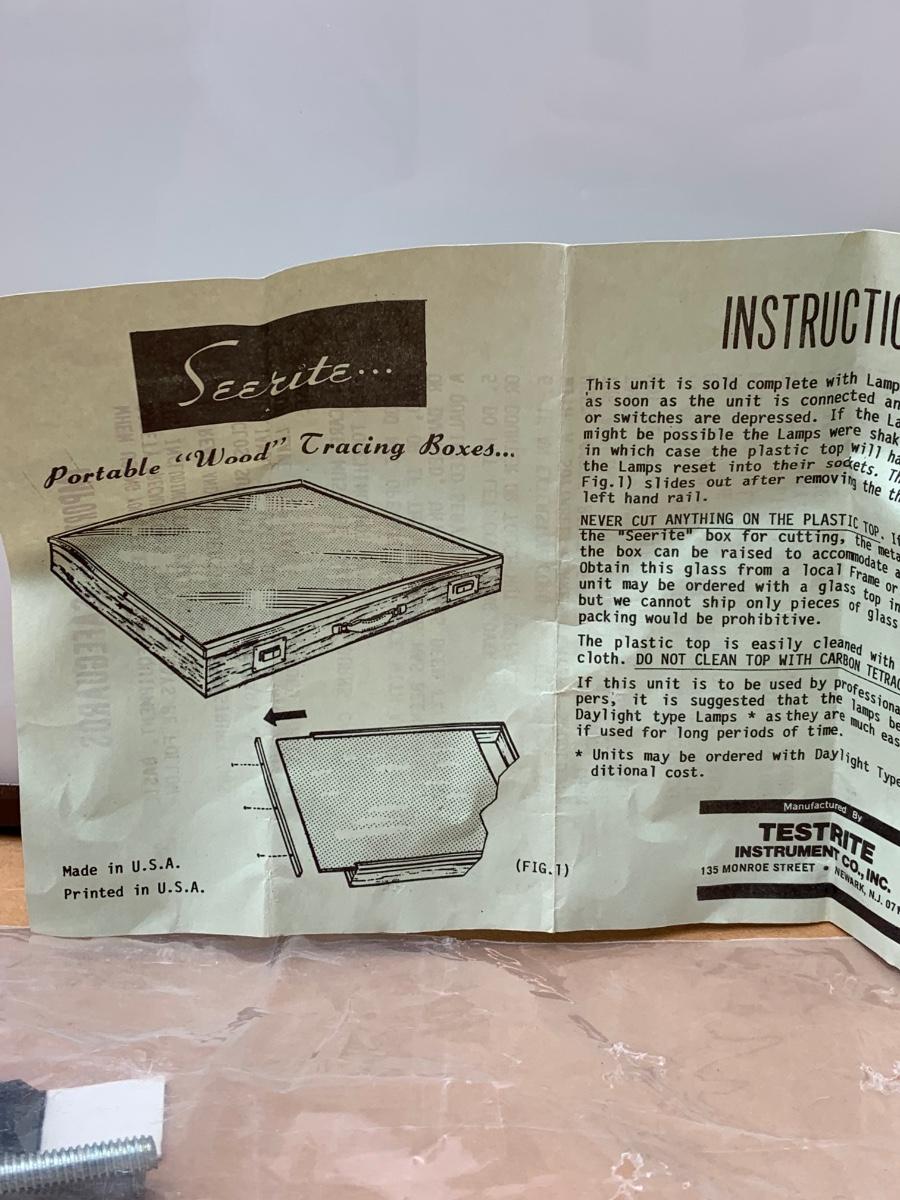 Seerite...
Portable "Wood" Tracing Boxes...
(FIG.1)
Made in U.S.A.
Printed in U.S.A.
INSTRUCTIO
This unit is sold complete with Lamp
as soon as the unit is connected an
or switches are depressed. If the La
might be possible the Lamps were shak
in which case the plastic top will ha
the Lamps reset into their sockets. Th
Fig.1) slides out after removing the th
left hand rail.
NEVER CUT ANYTHING ON THE PLASTIC TOP. If
the "Seerite" box for cutting, the meta
the box can be raised to accommodate a
Obtain this glass from a local Frame or
unit may be ordered with a glass top in
but we cannot ship only pieces of glass
packing would be prohibitive.
The plastic top is easily cleaned with
cloth. DO NOT CLEAN TOP WITH CARBON TETRAC
If this unit is to be used by professiona
pers, it is suggested that the lamps be
Daylight type Lamps * as they are much eas
if used for long periods of time.
* Units may be ordered with Daylight Type
ditional cost.
Manufactured By
TESTRITE
INSTRUMENT CO., INC.
135 MONROE STREET • NEWARK, N.J. 071